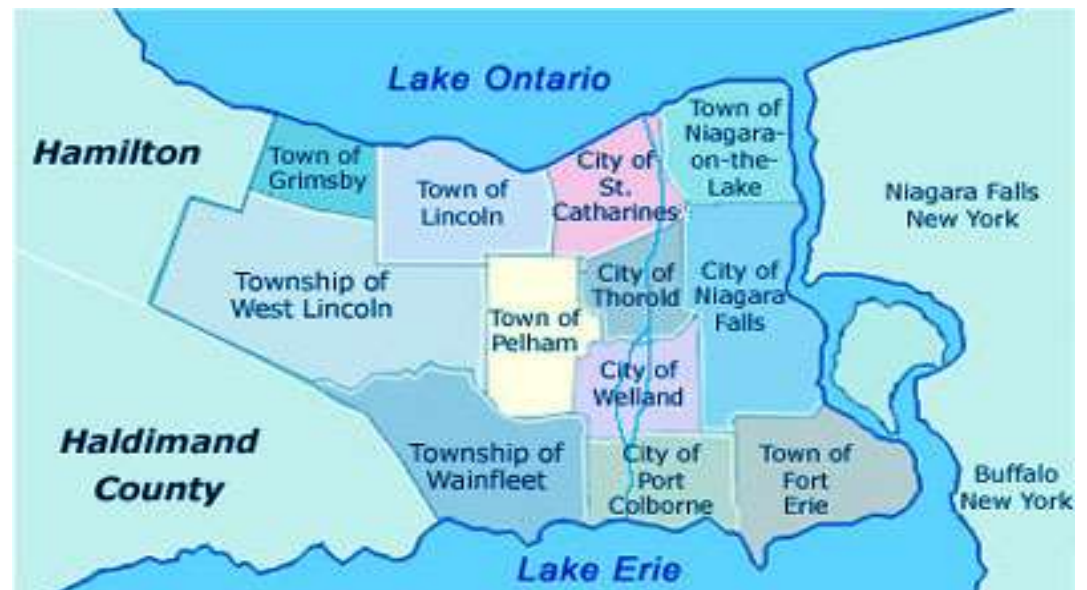 Lake Ontario
Hamilton
Town of
Grimsby
Town of
Lincoln
City of
St.
Catharines
Town of
Niagara-
on-the-
Lake
Niagara Falls
New York
Township of
West Lincoln
Town of
Pelham
City of
Thorold
City of
Niagara
Falls
City of
Welland
Haldimand
County
Township of
Wainfleet
City of
Port
Colborne
Town of
Fort
Erie
Buffalo
New York
Lake Erie